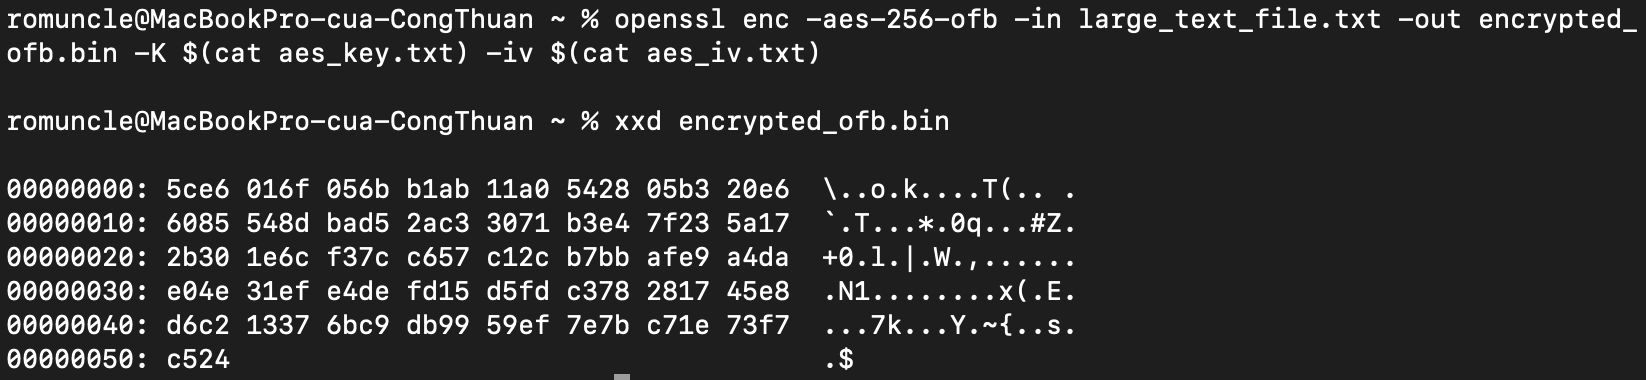 romuncle@MacBookPro-cua-CongThuan ~ % openssl enc -aes-256-ofb -in large_text_file.txt -out encrypted_
ofb.bin -K $(cat aes_key.txt) -iv $(cat aes_iv.txt)
romuncle@MacBookPro-cua-CongThuan ~ % xxd encrypted_ofb.bin
00000000: 5ce6 016f 056b b1ab 11a0 5428 05b3 20e6  \..o.k....T(.. .
00000010: 6085 548d bad5 2ac3 3071 b3e4 7f23 5a17  `.T...*.0q...#Z.
00000020: 2b30 1e6c f37c c657 c12c b7bb afe9 a4da  +0.l.|.W.,......
00000030: e04e 31ef e4de fd15 d5fd c378 2817 45e8  .N1........x(.E.
00000040: d6c2 1337 6bc9 db99 59ef 7e7b c71e 73f7  ...7k...Y.~{..s.
00000050: c524                                     .$